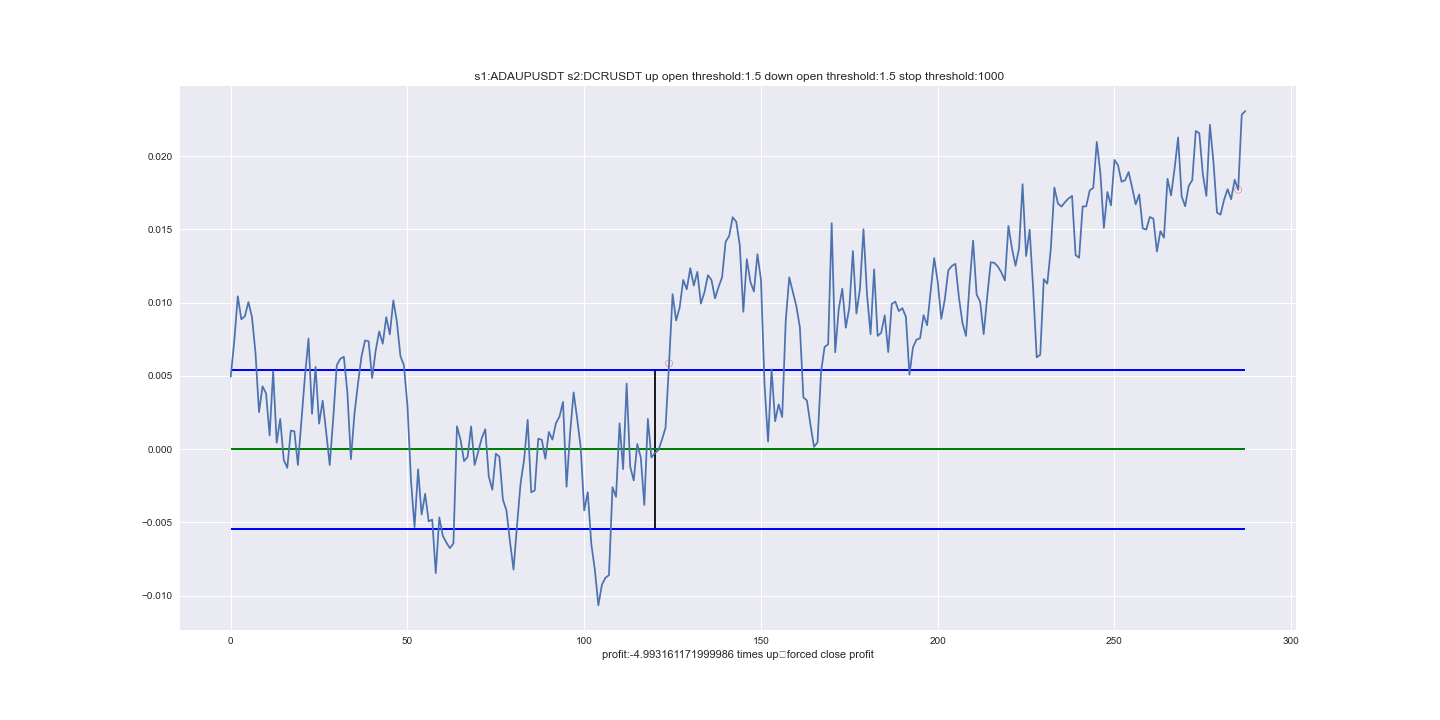 s1:ADAUPUSDT s2:DCRUSDT up open threshold:1.5 down open threshold:1.5 stop threshold:1000
0.020
0.015
0.010
0.005
0.000
−0.005
−0.010
0 50 100 150 200 250 300
profit:-4.993161171999986 times up□forced close profit